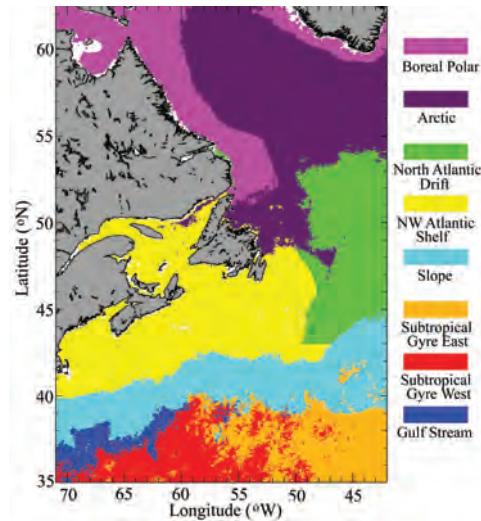 60
55
50
45
40
35
70
65
60
55
50
45
Latitude (°N)
Longitude (°W)
Boreal Polar
Arctic
North Atlantic
Drift
NW Atlantic
Shelf
Slope
Subtropical
Gyre East
Subtropical
Gyre West
Gulf Stream